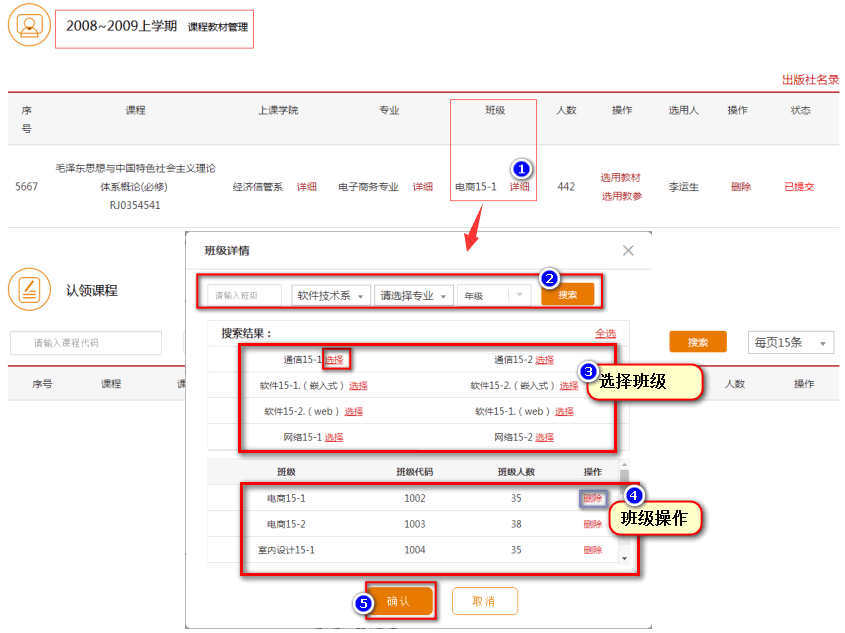 2008~2009上学期 课程教材管理
出版社名录
序号 课程 上课学院 专业 班级 人数 操作 选用人 操作 状态
5667 毛泽东思想与中国特色社会主义理论体系概论(必修) RJ0354541 经济信管系 详细 电子商务专业 详细 电商15-1 详细 442 选用教材 选用教参 李运生 删除 已提交
1
班级详情
2
请输入班级 软件技术系 请选择专业 年级 搜索
认领课程
搜索结果： 全选
请输入课程代码 搜索 每页15条
通信15-1 选择 通信15-2 选择
3 选择班级
软件15-1.（嵌入式）选择 软件15-2.（嵌入式）选择
序号 课程 人数 操作
软件15-2.（web）选择 软件15-1.（web）选择
网络15-1 选择 网络15-2 选择
班级 班级代码 班级人数 操作
电商15-1 1002 35 删除
4 班级操作
电商15-2 1003 38 删除
室内设计15-1 1004 35 删除
5 确认 取消